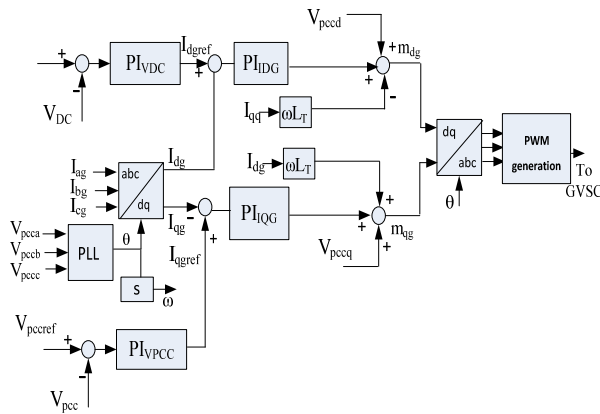 V_pccd
+
I_dgref
+ m_dg
+ PI_VDC + PI_IDG +
-
V_DC
-
I_qq ωL_T
dq
abc
PWM
generation
To
GVSC
I_dg
I_ag
I_bg
I_cg
abc
dq
I_dg ωL_T
+
I_qg - PI_IQG +
m_qg
+
θ
V_pcca
V_pccb
V_pccc
PLL
θ
I_qgref +
V_pccq
s
ω
V_pccref
+
PI_VPCC
-
V_pcc